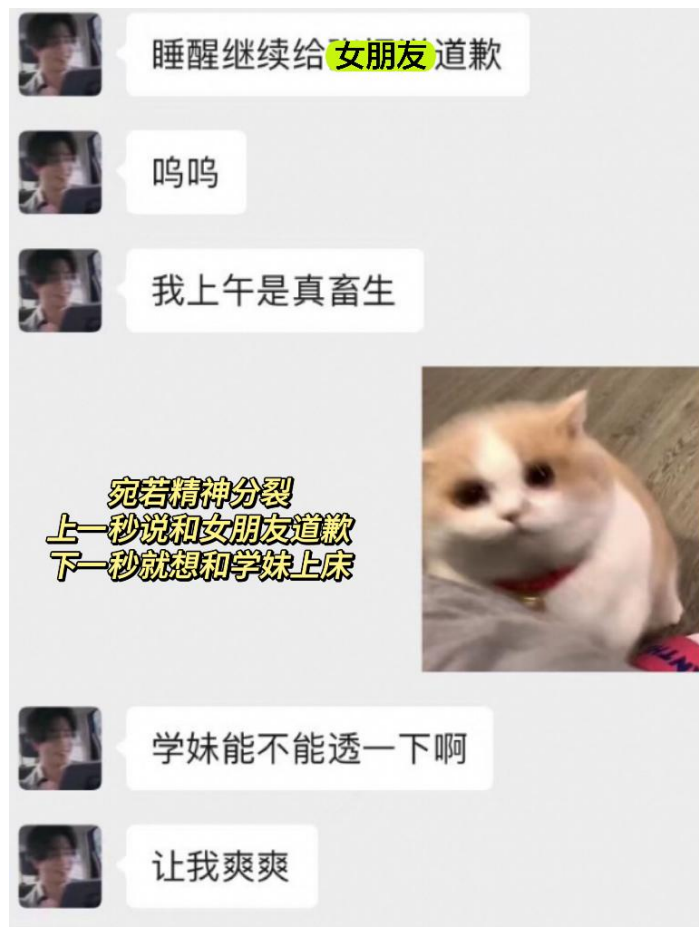 睡醒继续给女朋友道歉
呜呜
我上午是真畜生
宛若精神分裂
上一秒说和女朋友道歉
下一秒就想和学妹上床
学妹能不能透一下啊
让我爽爽